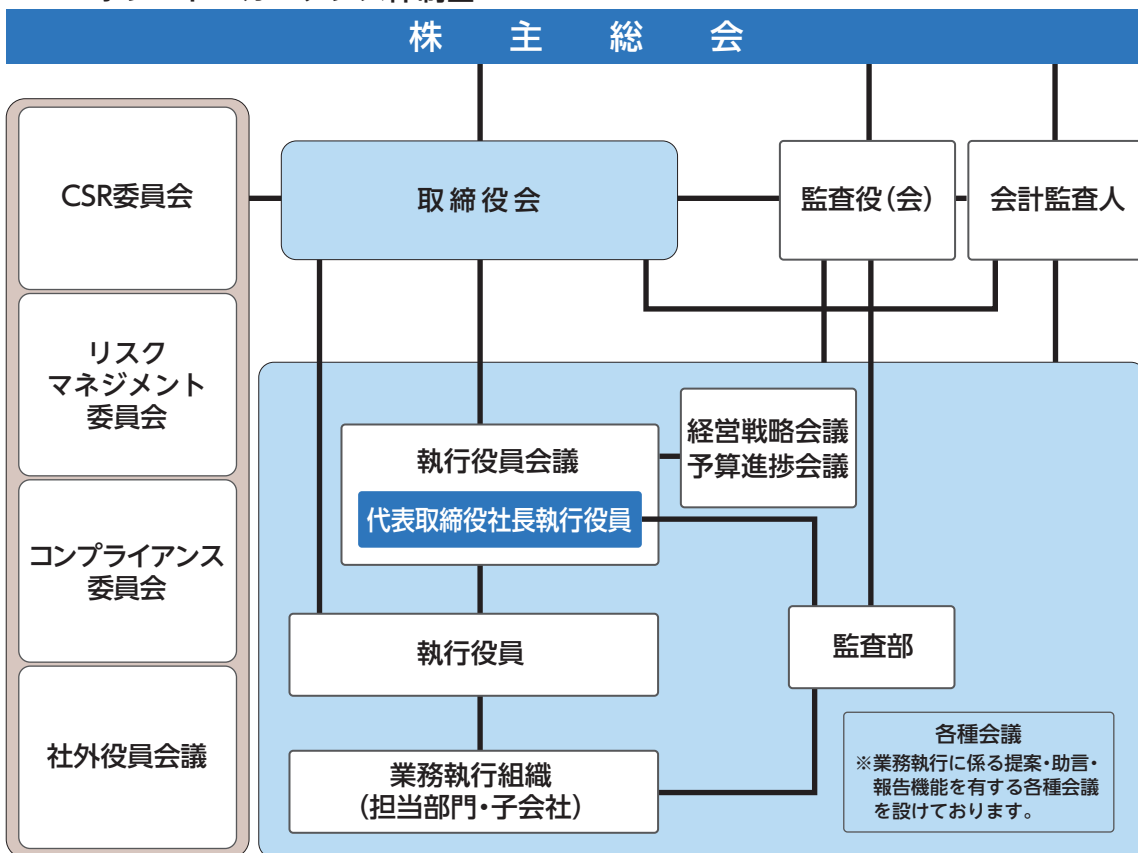 株主総会
CSR委員会
取締役会
監査役(会)
会計監査人
リスク
マネジメント
委員会
経営戦略会議
予算進捗会議
執行役員会議
代表取締役社長執行役員
コンプライアンス
委員会
執行役員
監査部
社外役員会議
業務執行組織
(担当部門・子会社)
各種会議
※業務執行に係る提案・助言・
報告機能を有する各種会議
を設けております。